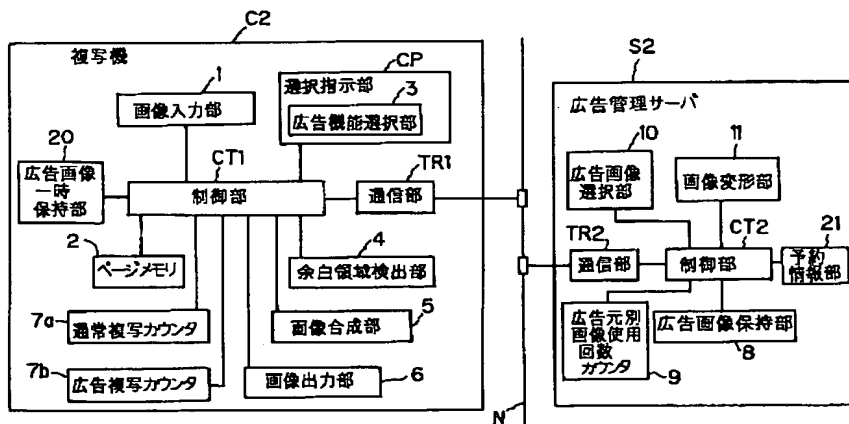 C2
複写機
1
画像入力部
CP
選択指示部
3
広告機能選択部
20
広告画像
一時
保持部
CT1
制御部
TR1
通信部
2
ページメモリ
4
余白領域検出部
7a
通常複写カウンタ
画像合成部
5
7b
広告複写カウンタ
画像出力部
6
N
S2
広告管理サーバ
10
広告画像
選択部
11
画像変形部
TR2
通信部
CT2
制御部
21
予約
情報部
広告元別
画像使用
回数
カウンタ
9
広告画像保持部
8